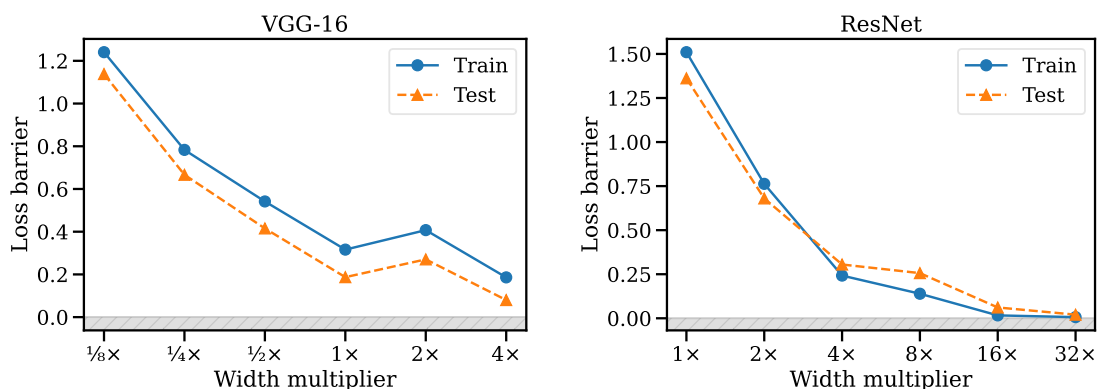 VGG-16
Loss barrier
1.2
1.0
0.8
0.6
0.4
0.2
0.0
Train
Test
⅛×
¼×
½×
1×
2×
4×
Width multiplier
ResNet
Loss barrier
1.50
1.25
1.00
0.75
0.50
0.25
0.00
Train
Test
1×
2×
4×
8×
16×
32×
Width multiplier